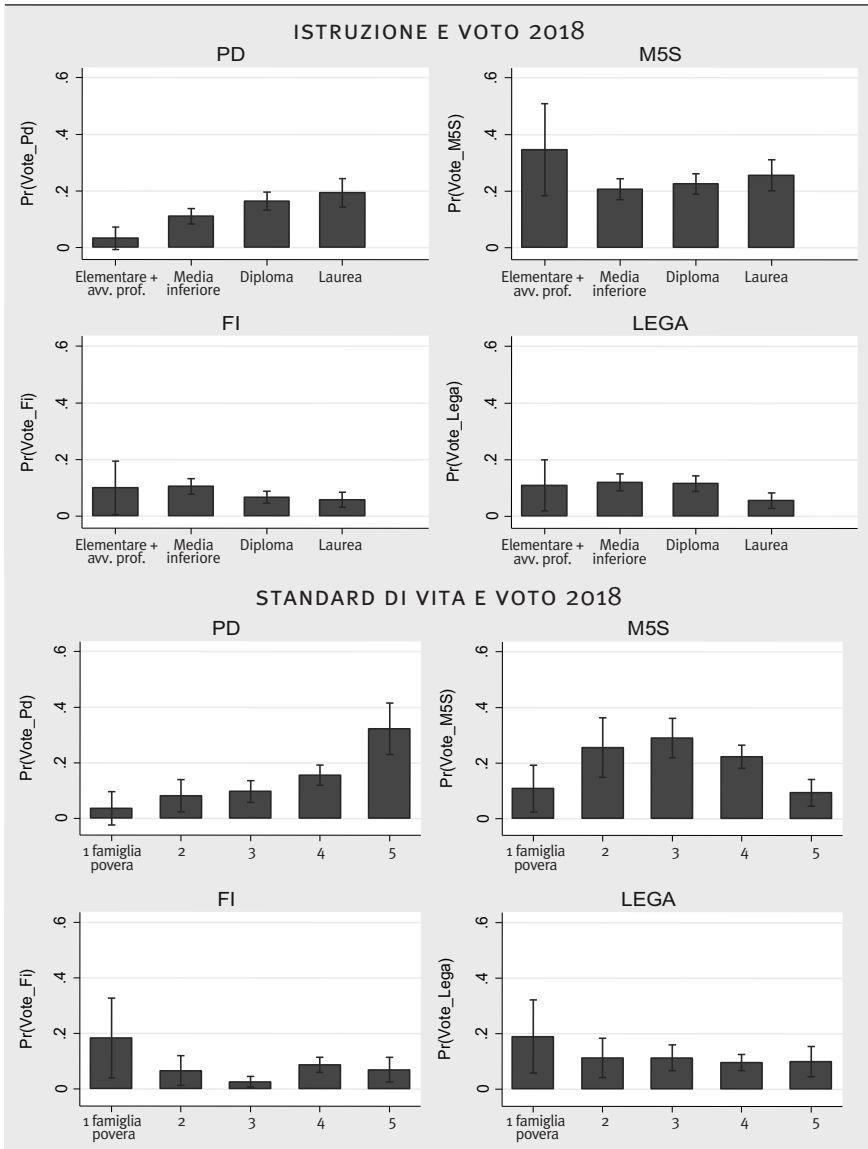 ISTRUZIONE E VOTO 2018
PD
Pr(Vote_Pd)
.6
.4
.2
0
Elementare + avv. prof.
Media inferiore
Diploma
Laurea
M5S
Pr(Vote_M5S)
.6
.4
.2
0
Elementare + avv. prof.
Media inferiore
Diploma
Laurea
FI
Pr(Vote_Fi)
.6
.4
.2
0
Elementare + avv. prof.
Media inferiore
Diploma
Laurea
LEGA
Pr(Vote_Lega)
.6
.4
.2
0
Elementare + avv. prof.
Media inferiore
Diploma
Laurea
STANDARD DI VITA E VOTO 2018
PD
Pr(Vote_Pd)
.6
.4
.2
0
1 famiglia povera
2
3
4
5
M5S
Pr(Vote_M5S)
.6
.4
.2
0
1 famiglia povera
2
3
4
5
FI
Pr(Vote_Fi)
.6
.4
.2
0
1 famiglia povera
2
3
4
5
LEGA
Pr(Vote_Lega)
.6
.4
.2
0
1 famiglia povera
2
3
4
5